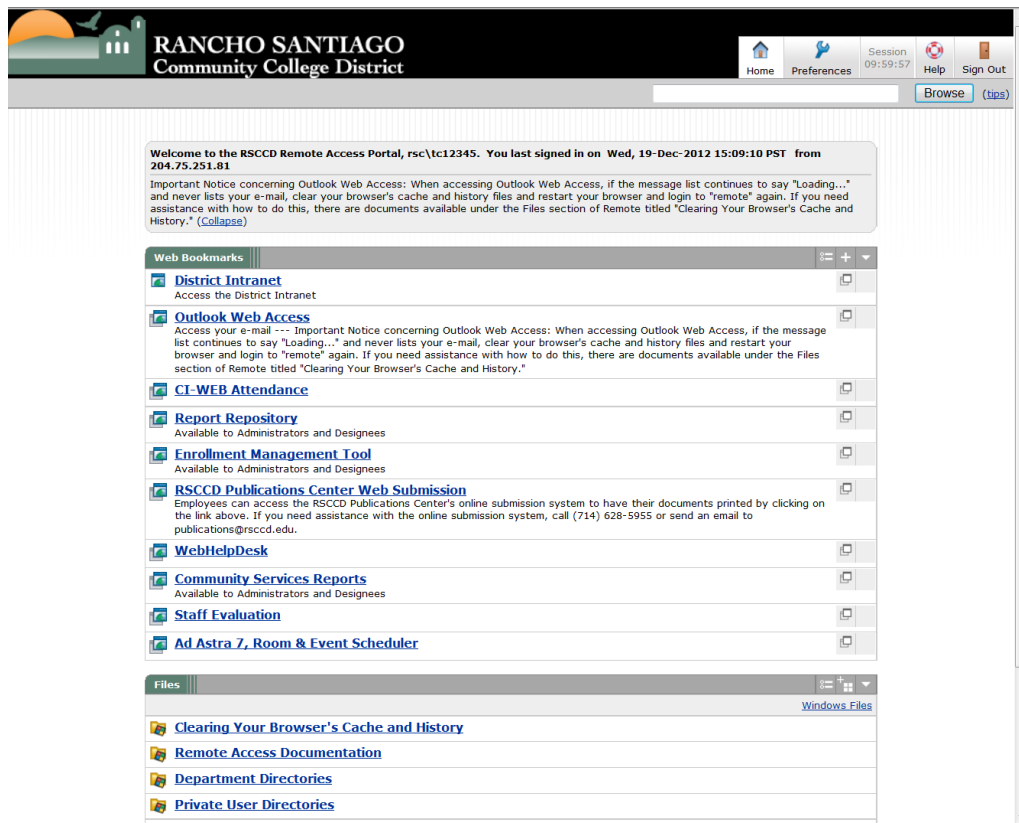 RANCHO SANTIAGO
Community College District
Home
Preferences
Session
09:59:57
Help
Sign Out
Browse
(tips)
Welcome to the RSCCD Remote Access Portal, rsc\tc12345.  You last signed in on  Wed, 19-Dec-2012 15:09:10 PST  from
204.75.251.81
Important Notice concerning Outlook Web Access: When accessing Outlook Web Access, if the message list continues to say "Loading..."
and never lists your e-mail, clear your browser's cache and history files and restart your browser and login to "remote" again. If you need
assistance with how to do this, there are documents available under the Files section of Remote titled "Clearing Your Browser's Cache and
History." (Collapse)
Web Bookmarks
District Intranet
Access the District Intranet
Outlook Web Access
Access your e-mail --- Important Notice concerning Outlook Web Access: When accessing Outlook Web Access, if the message
list continues to say "Loading..." and never lists your e-mail, clear your browser's cache and history files and restart your
browser and login to "remote" again. If you need assistance with how to do this, there are documents available under the Files
section of Remote titled "Clearing Your Browser's Cache and History."
CI-WEB Attendance
Report Repository
Available to Administrators and Designees
Enrollment Management Tool
Available to Administrators and Designees
RSCCD Publications Center Web Submission
Employees can access the RSCCD Publications Center's online submission system to have their documents printed by clicking on
the link above. If you need assistance with the online submission system, call (714) 628-5955 or send an email to
publications@rsccd.edu.
WebHelpDesk
Community Services Reports
Available to Administrators and Designees
Staff Evaluation
Ad Astra 7, Room & Event Scheduler
Files
Windows Files
Clearing Your Browser's Cache and History
Remote Access Documentation
Department Directories
Private User Directories